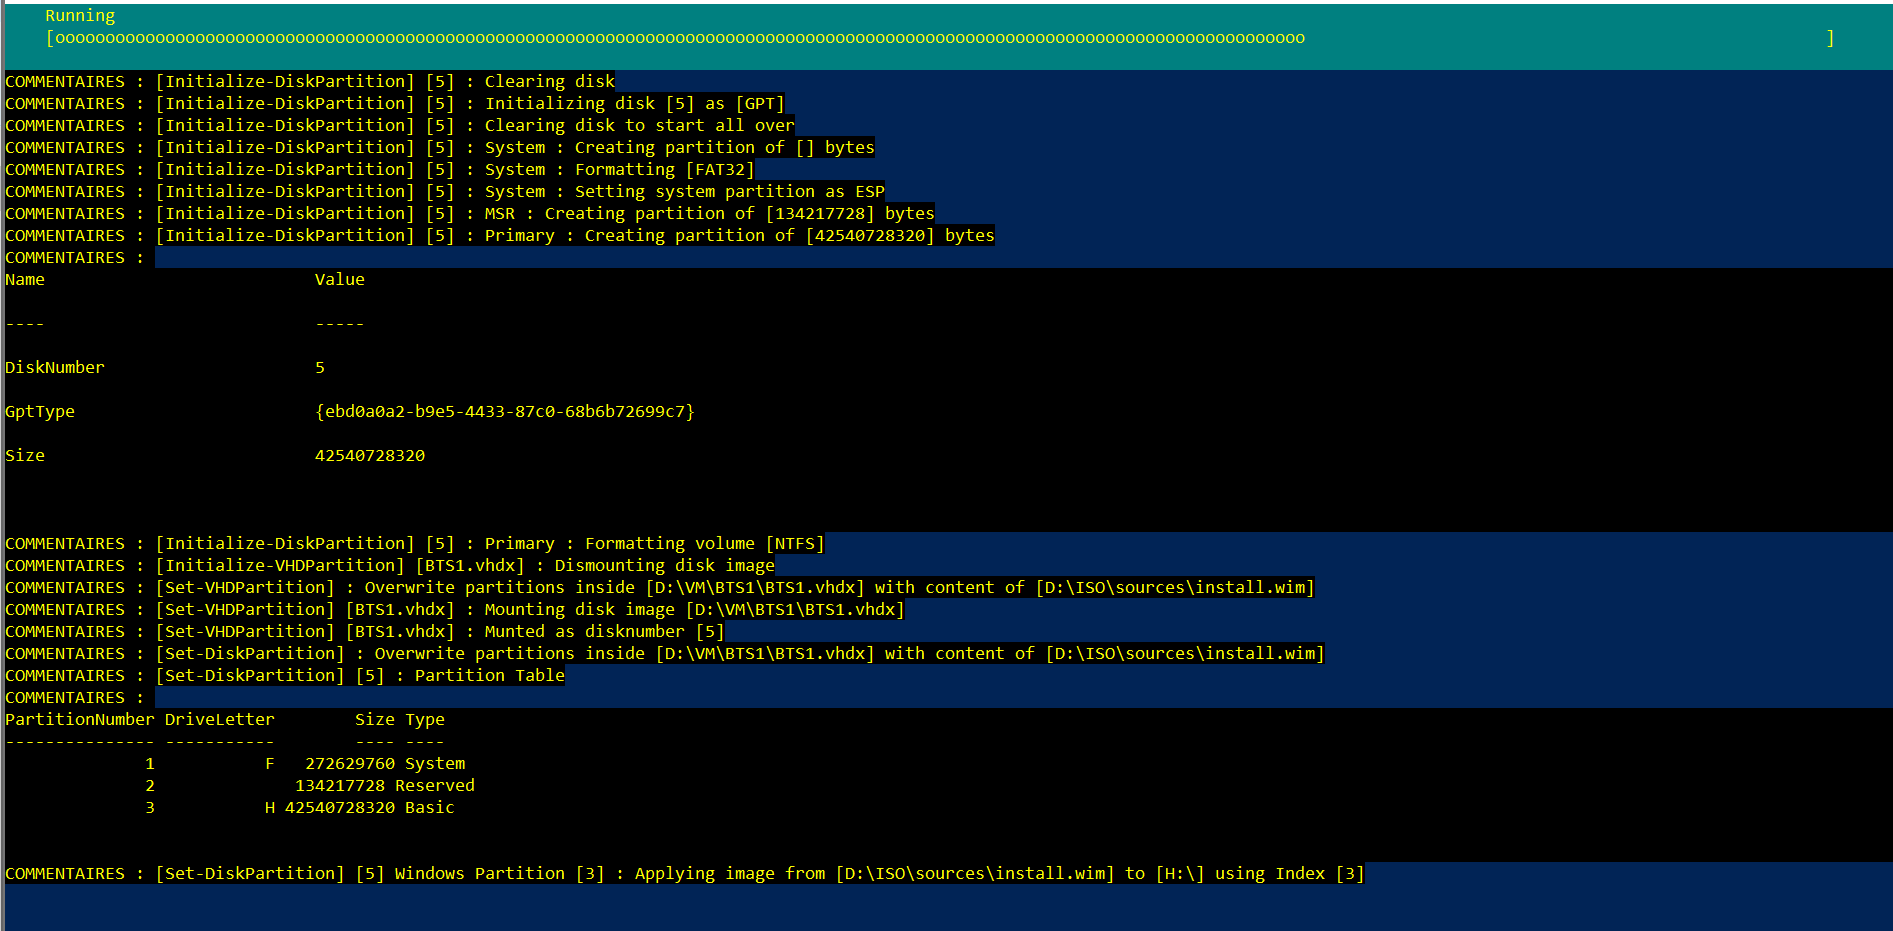 Running
[ooooooooooooooooooooooooooooooooooooooooooooooooooooooooooooooooooooooooooooooooooooooooooooooooooooooooooooooooooooooooooooo                                                    ]
COMMENTAIRES : [Initialize-DiskPartition] [5] : Clearing disk
COMMENTAIRES : [Initialize-DiskPartition] [5] : Initializing disk [5] as [GPT]
COMMENTAIRES : [Initialize-DiskPartition] [5] : Clearing disk to start all over
COMMENTAIRES : [Initialize-DiskPartition] [5] : System : Creating partition of [] bytes
COMMENTAIRES : [Initialize-DiskPartition] [5] : System : Formatting [FAT32]
COMMENTAIRES : [Initialize-DiskPartition] [5] : System : Setting system partition as ESP
COMMENTAIRES : [Initialize-DiskPartition] [5] : MSR : Creating partition of [134217728] bytes
COMMENTAIRES : [Initialize-DiskPartition] [5] : Primary : Creating partition of [42540728320] bytes
COMMENTAIRES :
Name                           Value
----                           -----
DiskNumber                     5
GptType                        {ebd0a0a2-b9e5-4433-87c0-68b6b72699c7}
Size                           42540728320
COMMENTAIRES : [Initialize-DiskPartition] [5] : Primary : Formatting volume [NTFS]
COMMENTAIRES : [Initialize-VHDPartition] [BTS1.vhdx] : Dismounting disk image
COMMENTAIRES : [Set-VHDPartition] : Overwrite partitions inside [D:\VM\BTS1\BTS1.vhdx] with content of [D:\ISO\sources\install.wim]
COMMENTAIRES : [Set-VHDPartition] [BTS1.vhdx] : Mounting disk image [D:\VM\BTS1\BTS1.vhdx]
COMMENTAIRES : [Set-VHDPartition] [BTS1.vhdx] : Munted as disknumber [5]
COMMENTAIRES : [Set-DiskPartition] : Overwrite partitions inside [D:\VM\BTS1\BTS1.vhdx] with content of [D:\ISO\sources\install.wim]
COMMENTAIRES : [Set-DiskPartition] [5] : Partition Table
COMMENTAIRES :
PartitionNumber DriveLetter        Size Type
--------------- -----------        ---- ----
              1           F   272629760 System
              2              134217728 Reserved
              3           H 42540728320 Basic
COMMENTAIRES : [Set-DiskPartition] [5] Windows Partition [3] : Applying image from [D:\ISO\sources\install.wim] to [H:\] using Index [3]